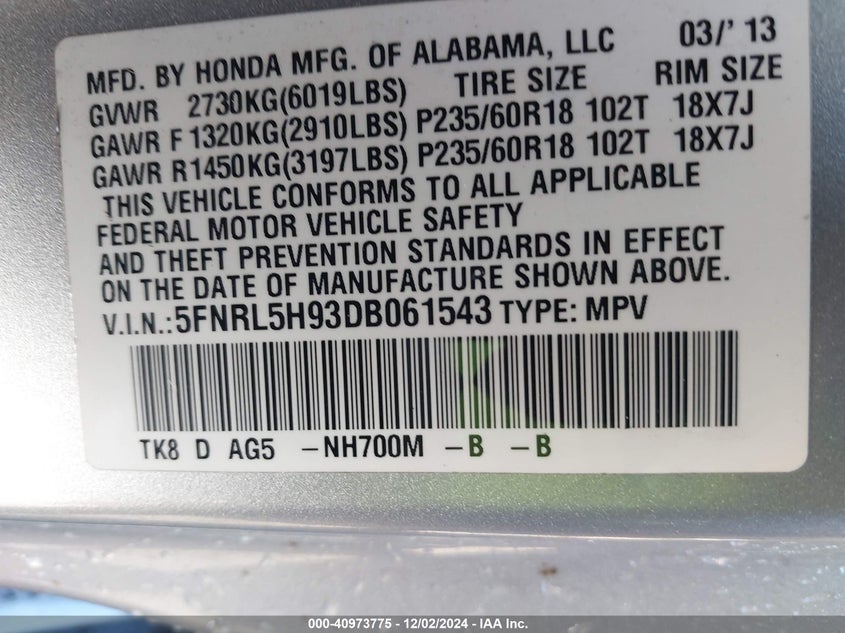 MFD. BY HONDA MFG. OF ALABAMA, LLC 03/' 13
GVWR 2730KG(6019LBS) TIRE SIZE RIM SIZE
GAWR F 1320KG(2910LBS) P235/60R18 102T 18X7J
GAWR R1450KG(3197LBS) P235/60R18 102T 18X7J
THIS VEHICLE CONFORMS TO ALL APPLICABLE
FEDERAL MOTOR VEHICLE SAFETY
AND THEFT PREVENTION STANDARDS IN EFFECT
ON THE DATE OF MANUFACTURE SHOWN ABOVE.
V.I.N.:5FNRL5H93DB061543 TYPE: MPV
TK8 D AG5 -NH700M -B -B
000-40973775 - 12/02/2024 - IAA Inc.